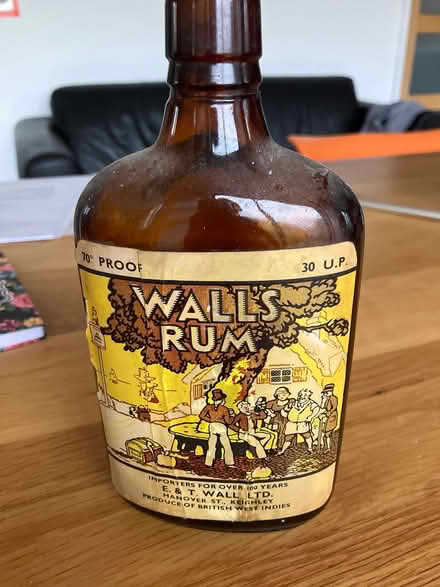 70° PROOF
30 U.P.
WALLS
RUM
IMPORTERS FOR OVER 100 YEARS
E. & T. WALL LTD.
HANOVER ST., KEIGHLEY
PRODUCE OF BRITISH WEST INDIES